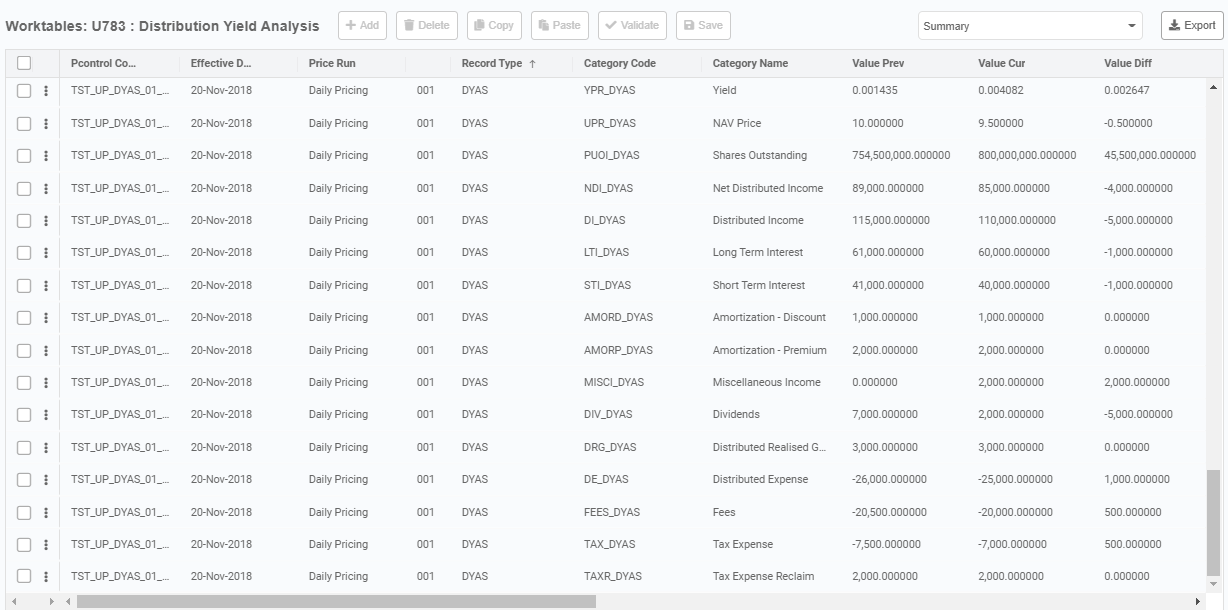 Worktables: U783 : Distribution Yield Analysis Add Delete Copy Paste Validate Save Summary Export
Pcontrol Co... Effective D... Price Run Record Type ↑ Category Code Category Name Value Prev Value Cur Value Diff
TST_UP_DYAS_01_... 20-Nov-2018 Daily Pricing 001 DYAS YPR_DYAS Yield 0.001435 0.004082 0.002647
TST_UP_DYAS_01_... 20-Nov-2018 Daily Pricing 001 DYAS UPR_DYAS NAV Price 10.000000 9.500000 -0.500000
TST_UP_DYAS_01_... 20-Nov-2018 Daily Pricing 001 DYAS PUOI_DYAS Shares Outstanding 754,500,000.000000 800,000,000.000000 45,500,000.000000
TST_UP_DYAS_01_... 20-Nov-2018 Daily Pricing 001 DYAS NDI_DYAS Net Distributed Income 89,000.000000 85,000.000000 -4,000.000000
TST_UP_DYAS_01_... 20-Nov-2018 Daily Pricing 001 DYAS DI_DYAS Distributed Income 115,000.000000 110,000.000000 -5,000.000000
TST_UP_DYAS_01_... 20-Nov-2018 Daily Pricing 001 DYAS LTI_DYAS Long Term Interest 61,000.000000 60,000.000000 -1,000.000000
TST_UP_DYAS_01_... 20-Nov-2018 Daily Pricing 001 DYAS STI_DYAS Short Term Interest 41,000.000000 40,000.000000 -1,000.000000
TST_UP_DYAS_01_... 20-Nov-2018 Daily Pricing 001 DYAS AMORD_DYAS Amortization - Discount 1,000.000000 1,000.000000 0.000000
TST_UP_DYAS_01_... 20-Nov-2018 Daily Pricing 001 DYAS AMORP_DYAS Amortization - Premium 2,000.000000 2,000.000000 0.000000
TST_UP_DYAS_01_... 20-Nov-2018 Daily Pricing 001 DYAS MISCI_DYAS Miscellaneous Income 0.000000 2,000.000000 2,000.000000
TST_UP_DYAS_01_... 20-Nov-2018 Daily Pricing 001 DYAS DIV_DYAS Dividends 7,000.000000 2,000.000000 -5,000.000000
TST_UP_DYAS_01_... 20-Nov-2018 Daily Pricing 001 DYAS DRG_DYAS Distributed Realised G... 3,000.000000 3,000.000000 0.000000
TST_UP_DYAS_01_... 20-Nov-2018 Daily Pricing 001 DYAS DE_DYAS Distributed Expense -26,000.000000 -25,000.000000 1,000.000000
TST_UP_DYAS_01_... 20-Nov-2018 Daily Pricing 001 DYAS FEES_DYAS Fees -20,500.000000 -20,000.000000 500.000000
TST_UP_DYAS_01_... 20-Nov-2018 Daily Pricing 001 DYAS TAX_DYAS Tax Expense -7,500.000000 -7,000.000000 500.000000
TST_UP_DYAS_01_... 20-Nov-2018 Daily Pricing 001 DYAS TAXR_DYAS Tax Expense Reclaim 2,000.000000 2,000.000000 0.000000